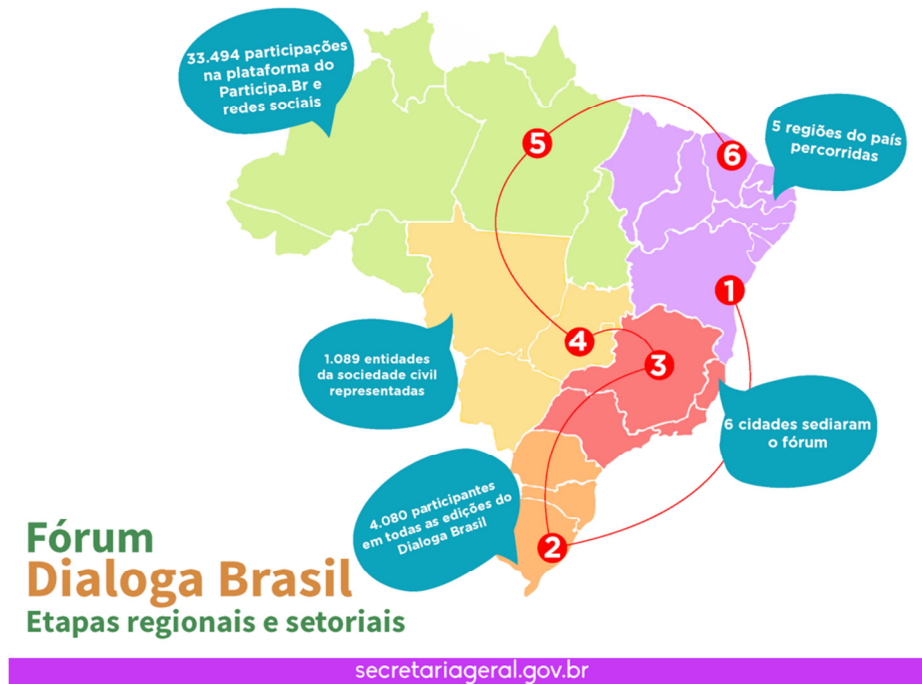 33.494 participações
na plataforma do
Participa.Br e
redes sociais
5 regiões do país
percorridas
5
6
1
4
3
1.089 entidades
da sociedade civil
representadas
6 cidades sediaram
o fórum
4.080 participantes
em todas as edições do
Dialoga Brasil
2
Fórum
Dialoga Brasil
Etapas regionais e setoriais
secretariageral.gov.br